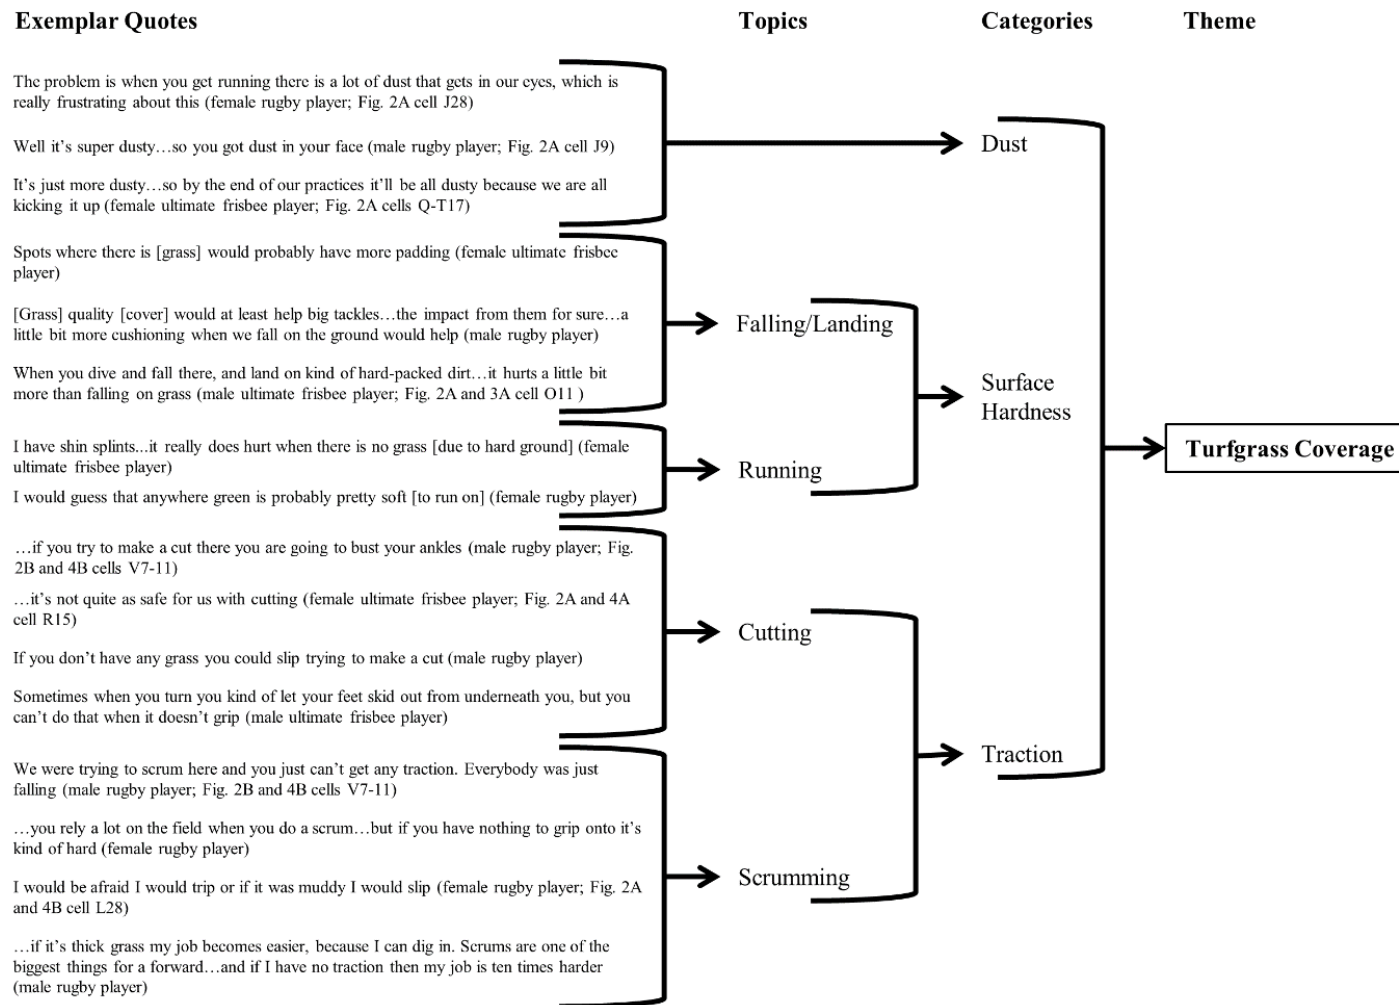 Exemplar Quotes Topics Categories Theme
The problem is when you get running there is a lot of dust that gets in our eyes, which is
really frustrating about this (female rugby player; Fig. 2A cell J28)
Well it's super dusty…so you got dust in your face (male rugby player; Fig. 2A cell J9)
Dust
It's just more dusty…so by the end of our practices it'll be all dusty because we are all
kicking it up (female ultimate frisbee player; Fig. 2A cells Q-T17)
Spots where there is [grass] would probably have more padding (female ultimate frisbee
player)
[Grass] quality [cover] would at least help big tackles…the impact from them for sure…a
little bit more cushioning when we fall on the ground would help (male rugby player)
Falling/Landing
When you dive and fall there, and land on kind of hard-packed dirt…it hurts a little bit
more than falling on grass (male ultimate frisbee player; Fig. 2A and 3A cell O11 )
Surface
Hardness
I have shin splints...it really does hurt when there is no grass [due to hard ground] (female
ultimate frisbee player)
Running
I would guess that anywhere green is probably pretty soft [to run on] (female rugby player)
Turfgrass Coverage
…if you try to make a cut there you are going to bust your ankles (male rugby player; Fig.
2B and 4B cells V7-11)
…it's not quite as safe for us with cutting (female ultimate frisbee player; Fig. 2A and 4A
cell R15)
Cutting
If you don't have any grass you could slip trying to make a cut (male rugby player)
Sometimes when you turn you kind of let your feet skid out from underneath you, but you
can't do that when it doesn't grip (male ultimate frisbee player)
We were trying to scrum here and you just can't get any traction. Everybody was just
falling (male rugby player; Fig. 2B and 4B cells V7-11)
Traction
…you rely a lot on the field when you do a scrum…but if you have nothing to grip onto it's
kind of hard (female rugby player)
I would be afraid I would trip or if it was muddy I would slip (female rugby player; Fig. 2A
and 4B cell L28)
Scrumming
…if it's thick grass my job becomes easier, because I can dig in. Scrums are one of the
biggest things for a forward…and if I have no traction then my job is ten times harder
(male rugby player)